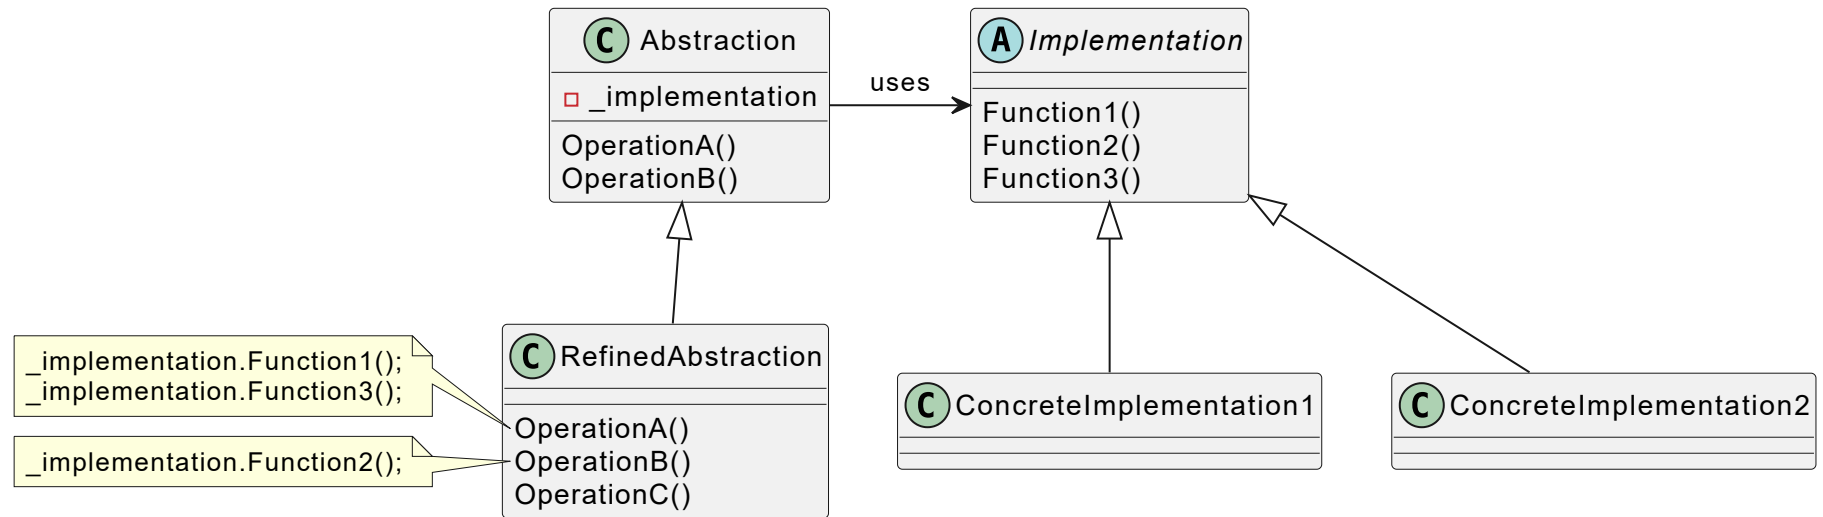 C Abstraction
_implementation
OperationA()
OperationB()
uses
A Implementation
Function1()
Function2()
Function3()
_implementation.Function1();
_implementation.Function3();
_implementation.Function2();
C RefinedAbstraction
OperationA()
OperationB()
OperationC()
C ConcreteImplementation1
C ConcreteImplementation2